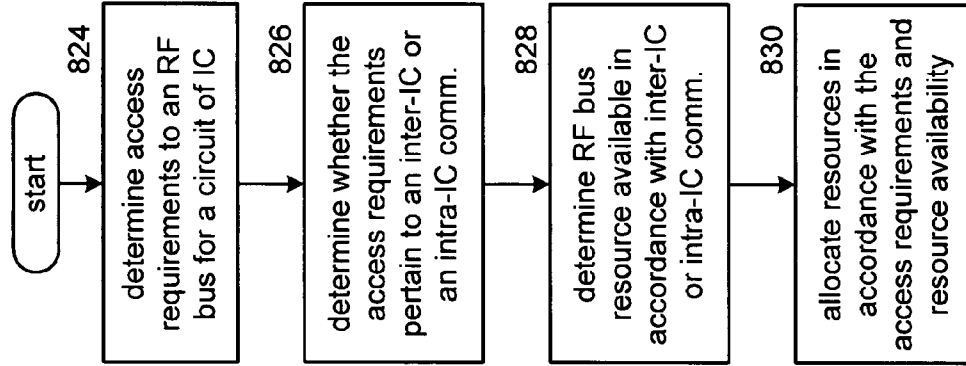 start
824
determine access
requirements to an RF
bus for a circuit of IC
826
determine whether the
access requirements
pertain to an inter-IC or
an intra-IC comm.
828
determine RF bus
resource available in
accordance with inter-IC
or intra-IC comm.
830
allocate resources in
accordance with the
access requirements and
resource availability